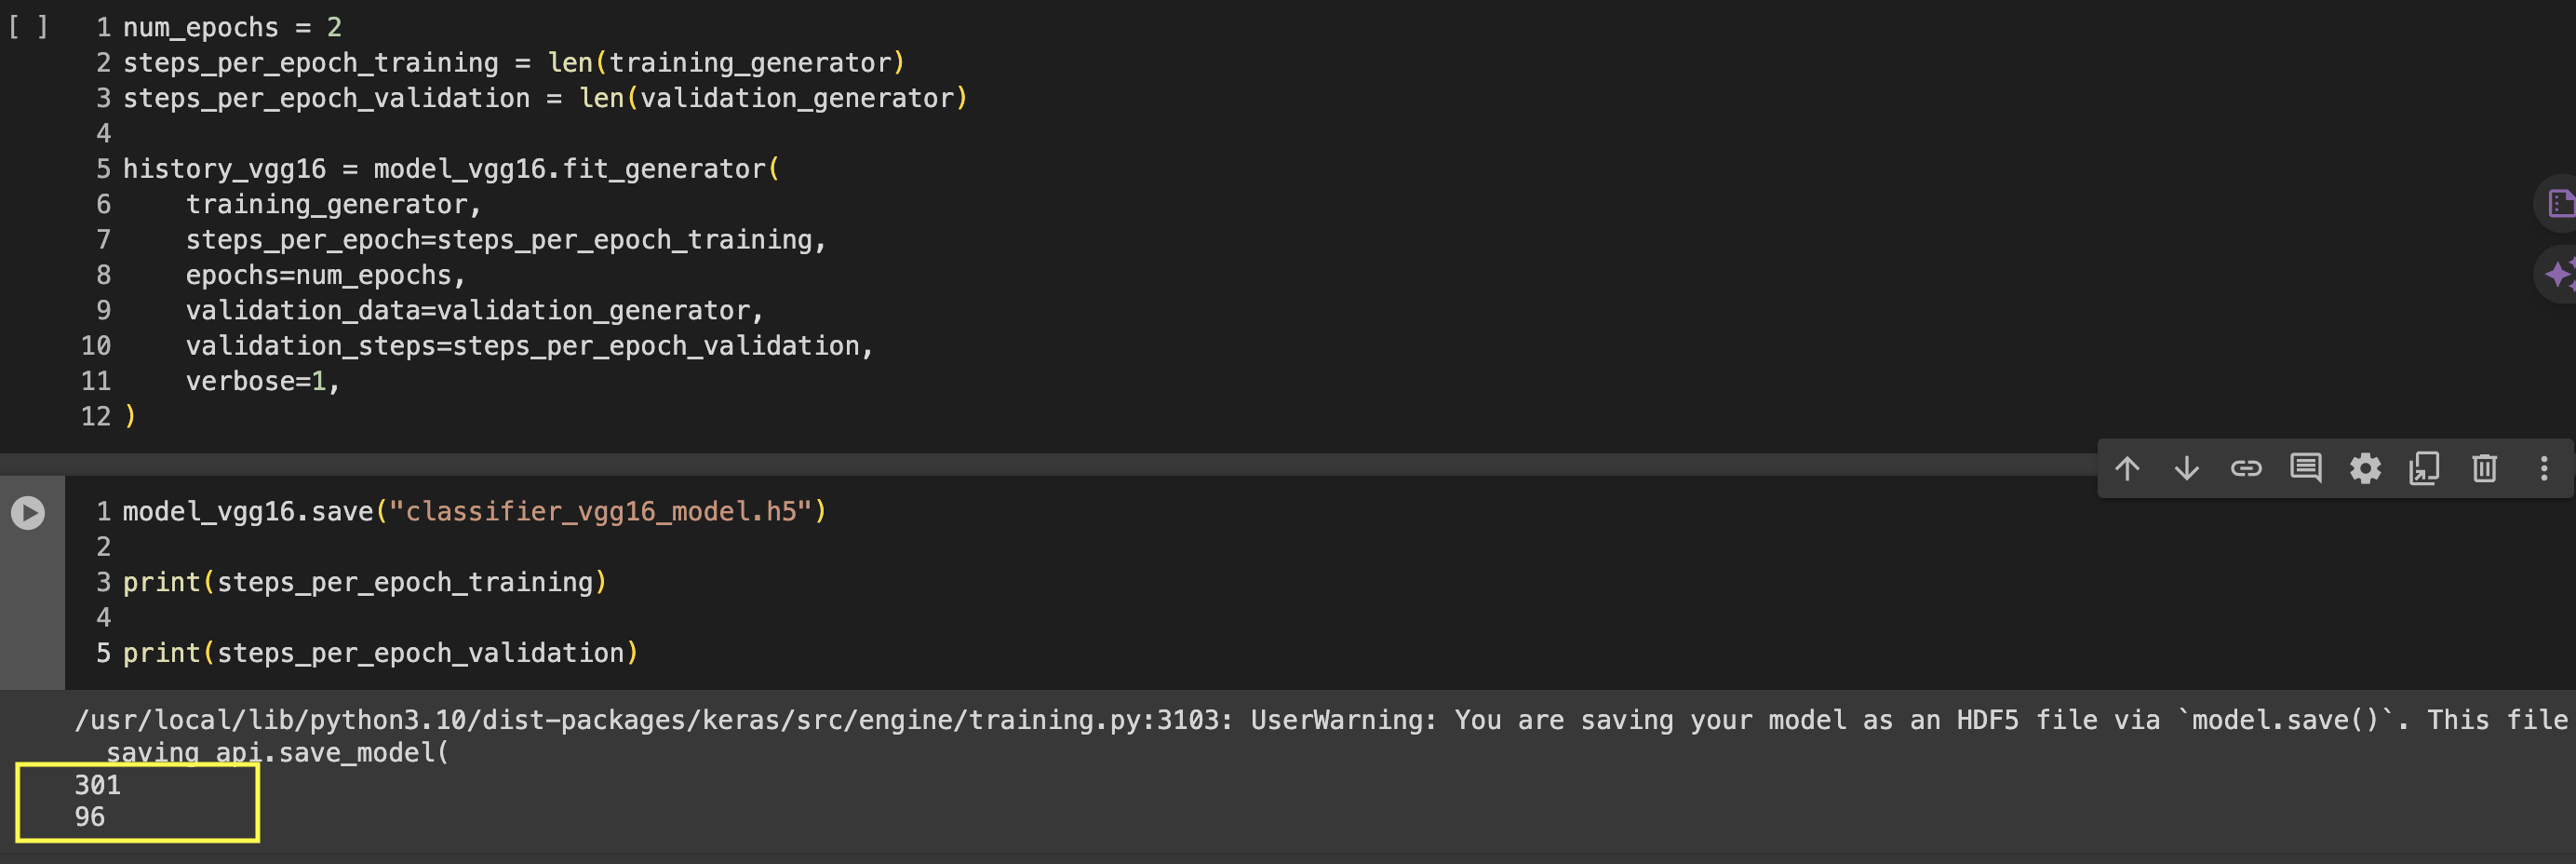 [ ]
1 num_epochs = 2
2 steps_per_epoch_training = len(training_generator)
3 steps_per_epoch_validation = len(validation_generator)
4
5 history_vgg16 = model_vgg16.fit_generator(
6     training_generator,
7     steps_per_epoch=steps_per_epoch_training,
8     epochs=num_epochs,
9     validation_data=validation_generator,
10     validation_steps=steps_per_epoch_validation,
11     verbose=1,
12 )
1 model_vgg16.save("classifier_vgg16_model.h5")
2
3 print(steps_per_epoch_training)
4
5 print(steps_per_epoch_validation)
/usr/local/lib/python3.10/dist-packages/keras/src/engine/training.py:3103: UserWarning: You are saving your model as an HDF5 file via `model.save()`. This file
  saving_api.save_model(
301
96